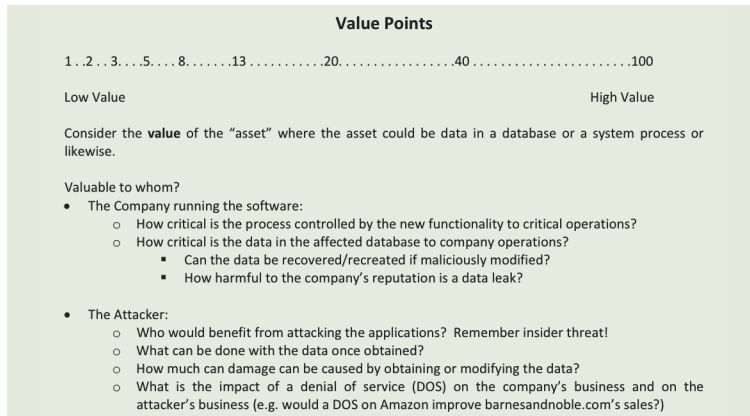 Value Points
1 . .2 . . 3. . . .5. . . . 8. . . . . . .13 . . . . . . . . . . .20. . . . . . . . . . . . . . . . .40 . . . . . . . . . . . . . . . . . . . . . . .100
Low Value High Value
Consider the value of the “asset” where the asset could be data in a database or a system process or
likewise.
Valuable to whom?
• The Company running the software:
o How critical is the process controlled by the new functionality to critical operations?
o How critical is the data in the affected database to company operations?
▪ Can the data be recovered/recreated if maliciously modified?
▪ How harmful to the company’s reputation is a data leak?
• The Attacker:
o Who would benefit from attacking the applications? Remember insider threat!
o What can be done with the data once obtained?
o How much can damage can be caused by obtaining or modifying the data?
o What is the impact of a denial of service (DOS) on the company’s business and on the
attacker’s business (e.g. would a DOS on Amazon improve barnesandnoble.com’s sales?)